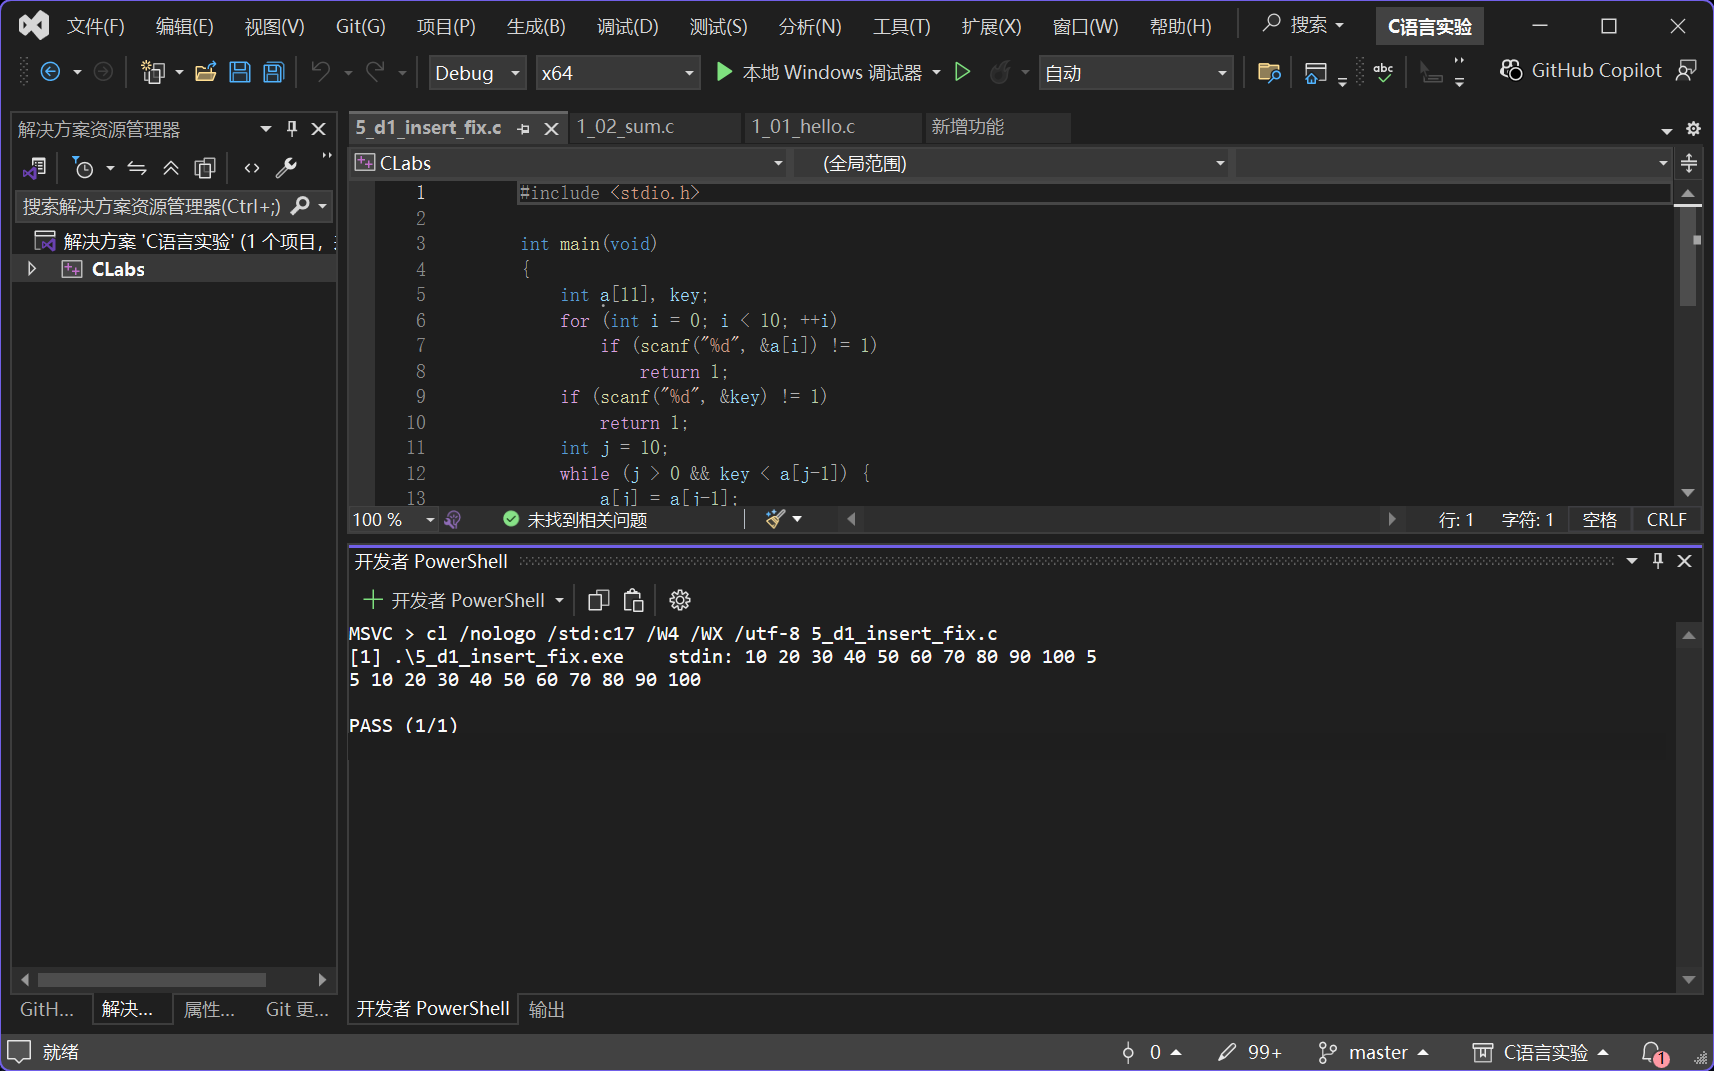 文件(F) 编辑(E) 视图(V) Git(G) 项目(P) 生成(B) 调试(D) 测试(S) 分析(N) 工具(T) 扩展(X) 窗口(W) 帮助(H) 搜索 C语言实验
Debug x64 本地 Windows 调试器 自动 GitHub Copilot
解决方案资源管理器
搜索解决方案资源管理器(Ctrl+;)
解决方案 'C语言实验' (1 个项目，
CLabs
5_d1_insert_fix.c 1_02_sum.c 1_01_hello.c 新增功能
CLabs (全局范围)
1 #include <stdio.h>
2
3 int main(void)
4 {
5 int a[11], key;
6 for (int i = 0; i < 10; ++i)
7 if (scanf("%d", &a[i]) != 1)
8 return 1;
9 if (scanf("%d", &key) != 1)
10 return 1;
11 int j = 10;
12 while (j > 0 && key < a[j-1]) {
13 a[j] = a[j-1];
100 % 未找到相关问题 行: 1 字符: 1 空格 CRLF
开发者 PowerShell
开发者 PowerShell
MSVC > cl /nologo /std:c17 /W4 /WX /utf-8 5_d1_insert_fix.c
[1] .\5_d1_insert_fix.exe stdin: 10 20 30 40 50 60 70 80 90 100 5
5 10 20 30 40 50 60 70 80 90 100
PASS (1/1)
GitH... 解决... 属性... Git 更...
开发者 PowerShell 输出
就绪 0 99+ master C语言实验 1